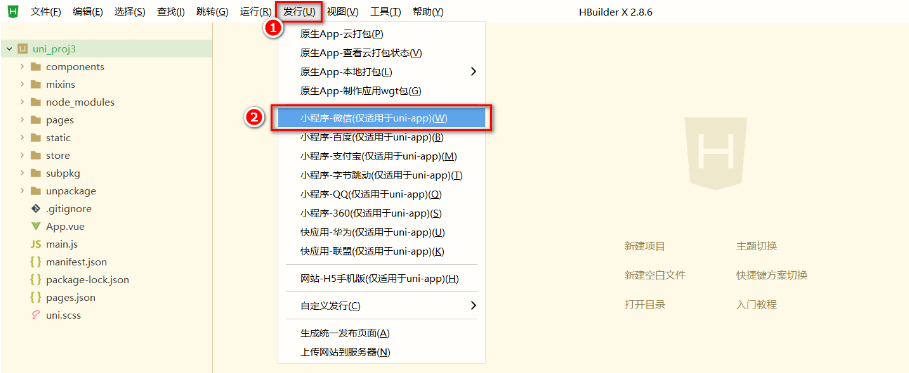 文件(F) 编辑(E) 选择(S) 查找(I) 跳转(G) 运行(R) 发行(U) 视图(V) 工具(T) 帮助(Y) HBuilder X 2.8.6
1
uni_proj3
components
mixins
node_modules
pages
static
store
subpkg
unpackage
.gitignore
App.vue
JS main.js
manifest.json
package-lock.json
pages.json
uni.scss
原生App-云打包(P)
原生App-查看云打包状态(V)
原生App-本地打包(L)
原生App-制作应用wgt包(G)
2
小程序-微信(仅适用于uni-app)(W)
小程序-百度(仅适用于uni-app)(B)
小程序-支付宝(仅适用于uni-app)(M)
小程序-字节跳动(仅适用于uni-app)(T)
小程序-QQ(仅适用于uni-app)(Q)
小程序-360(仅适用于uni-app)(S)
快应用-华为(仅适用于uni-app)(U)
快应用-联盟(仅适用于uni-app)(K)
网站-H5手机版(仅适用于uni-app)(H)
自定义发行(C)
生成统一发布页面(A)
上传网站到服务器(N)
H
新建项目 主题切换
新建空白文件 快捷键方案切换
打开目录 入门教程